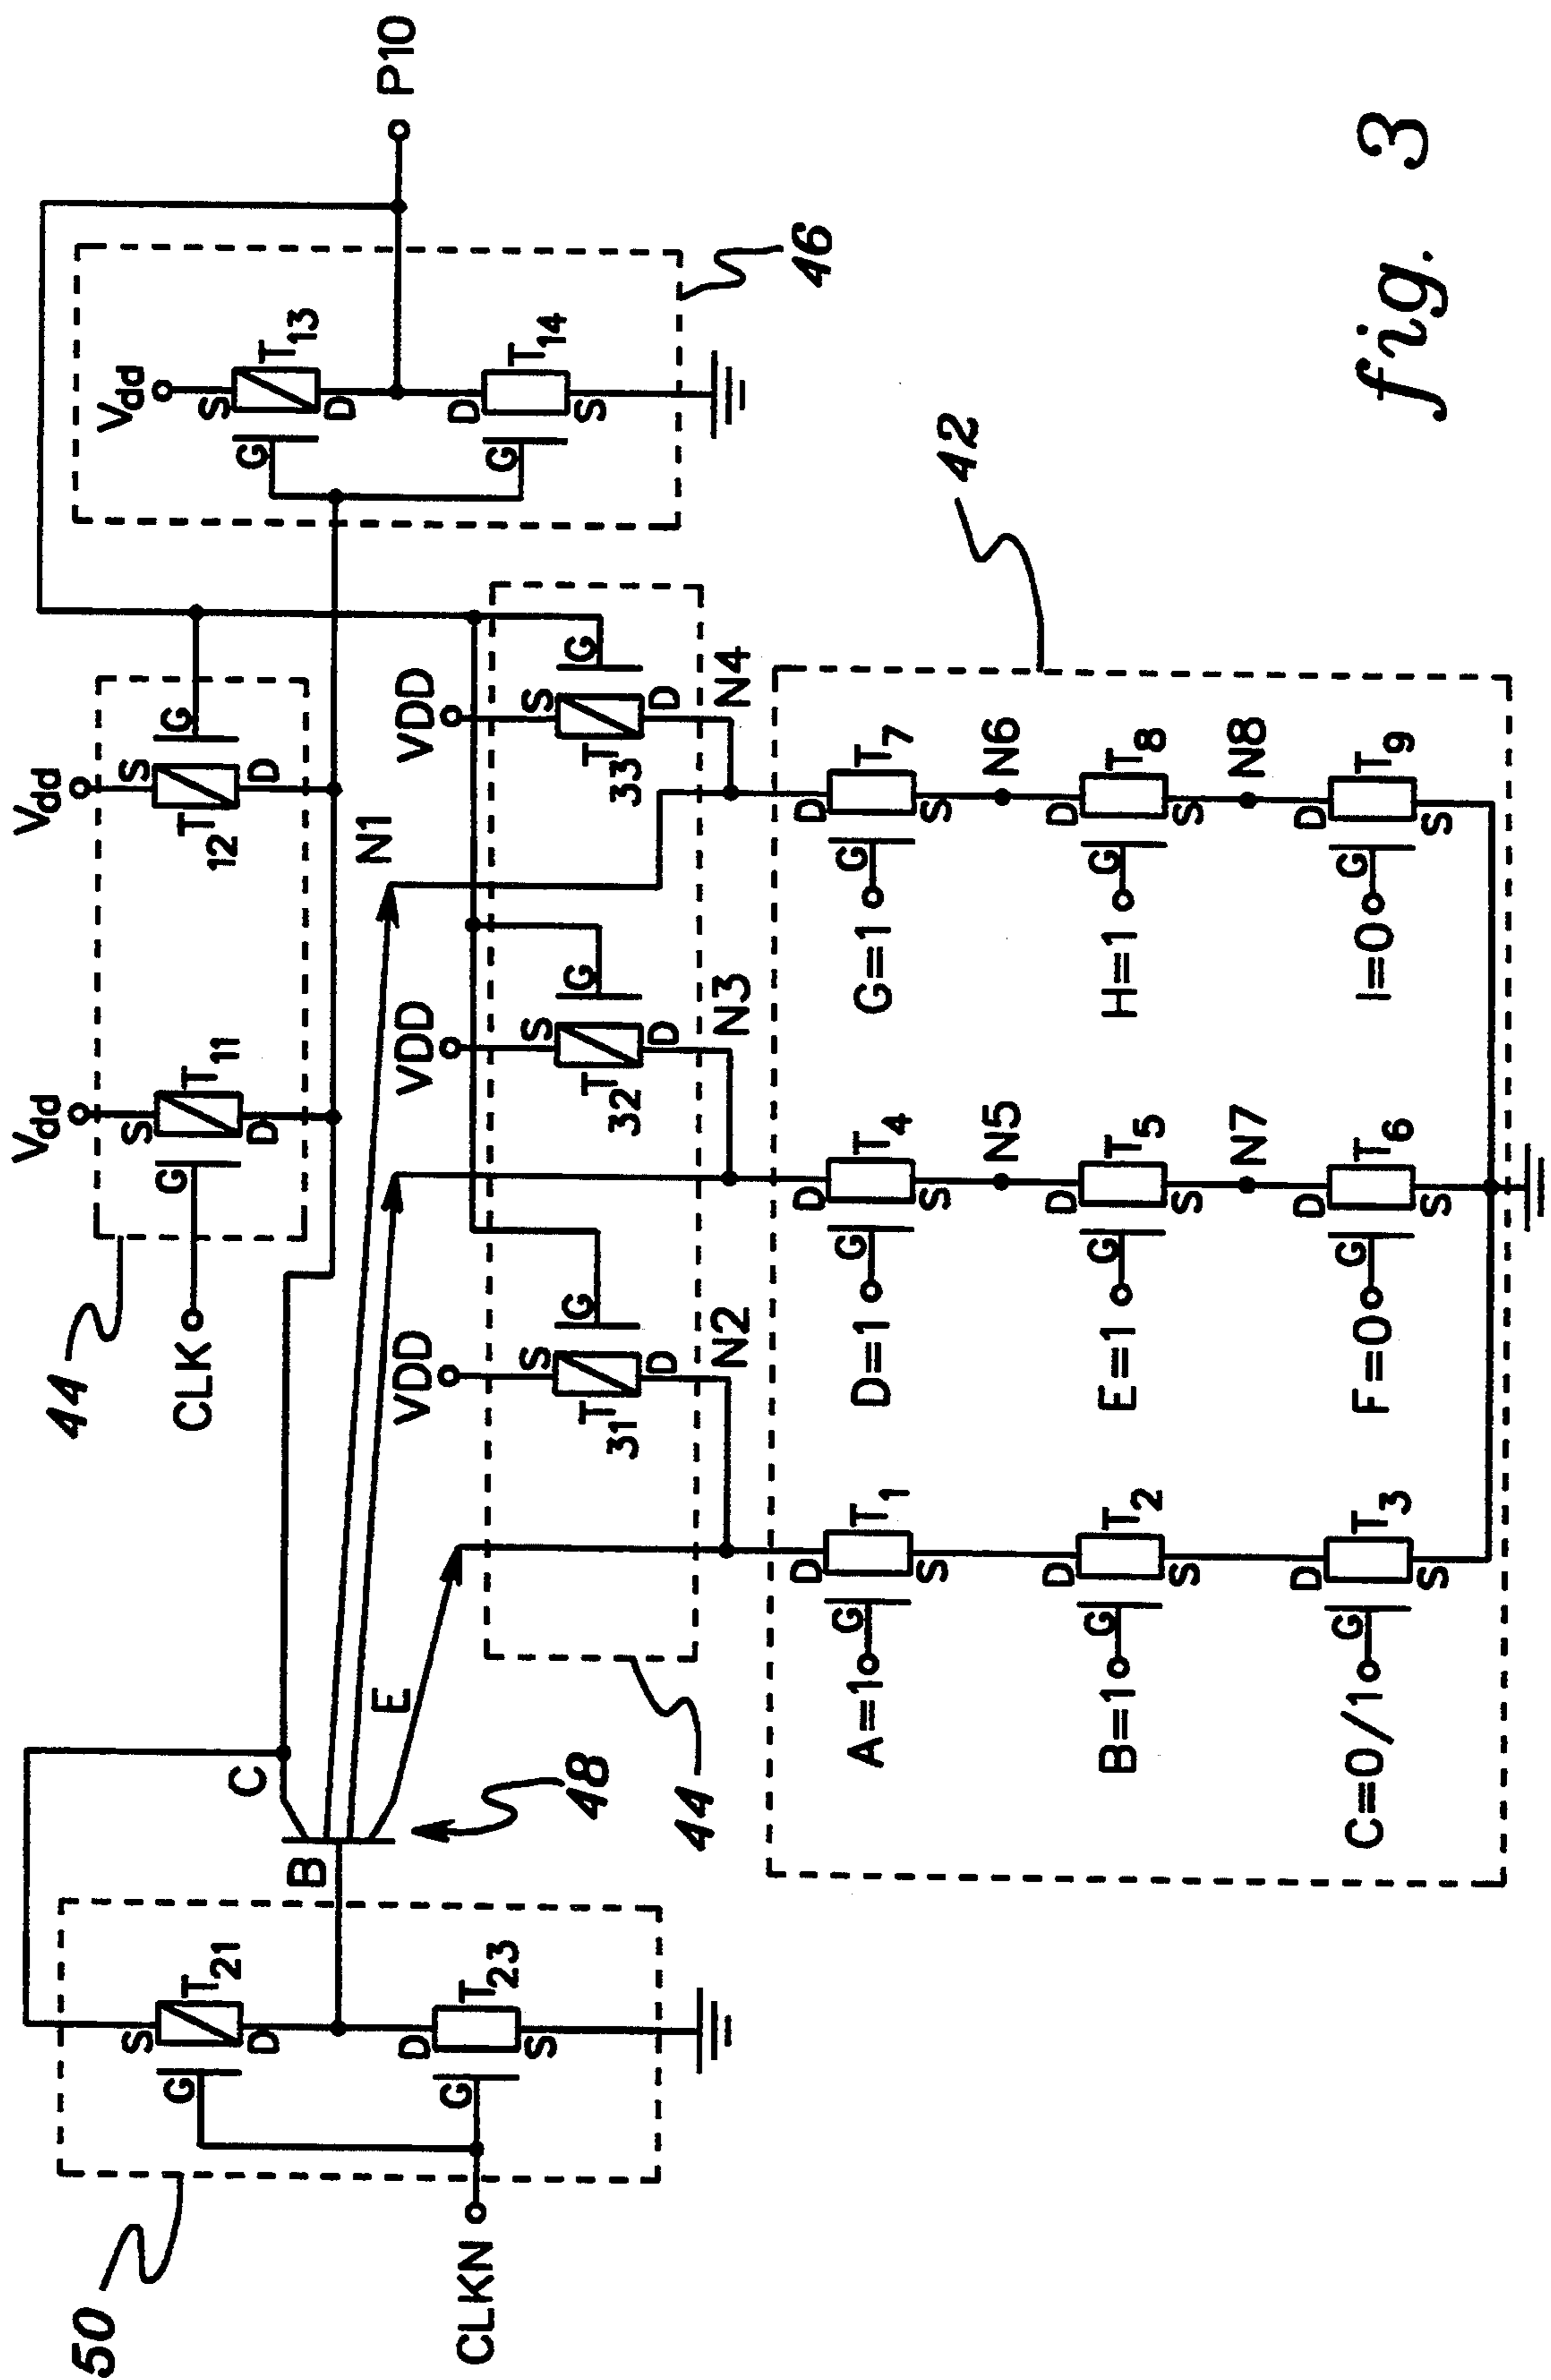 50
CLKN
G
S
T21
D
G
D
T23
S
B
C
E
48
44
CLK
G
Vdd
S
T11
D
Vdd
S
T12
D
G
N1
44
VDD
S
T31
D
G
N2
VDD
S
T32
D
G
N3
VDD
S
T33
D
G
N4
Vdd
S
T13
G
D
D
T14
G
S
46
P10
42
A=1
G
D
T1
S
B=1
G
D
T2
S
C=0/1
G
D
T3
S
D=1
G
D
T4
S
N5
E=1
G
D
T5
S
N7
F=0
G
D
T6
S
G=1
G
D
T7
S
N6
H=1
G
D
T8
S
N8
I=0
G
D
T9
S
fig. 3